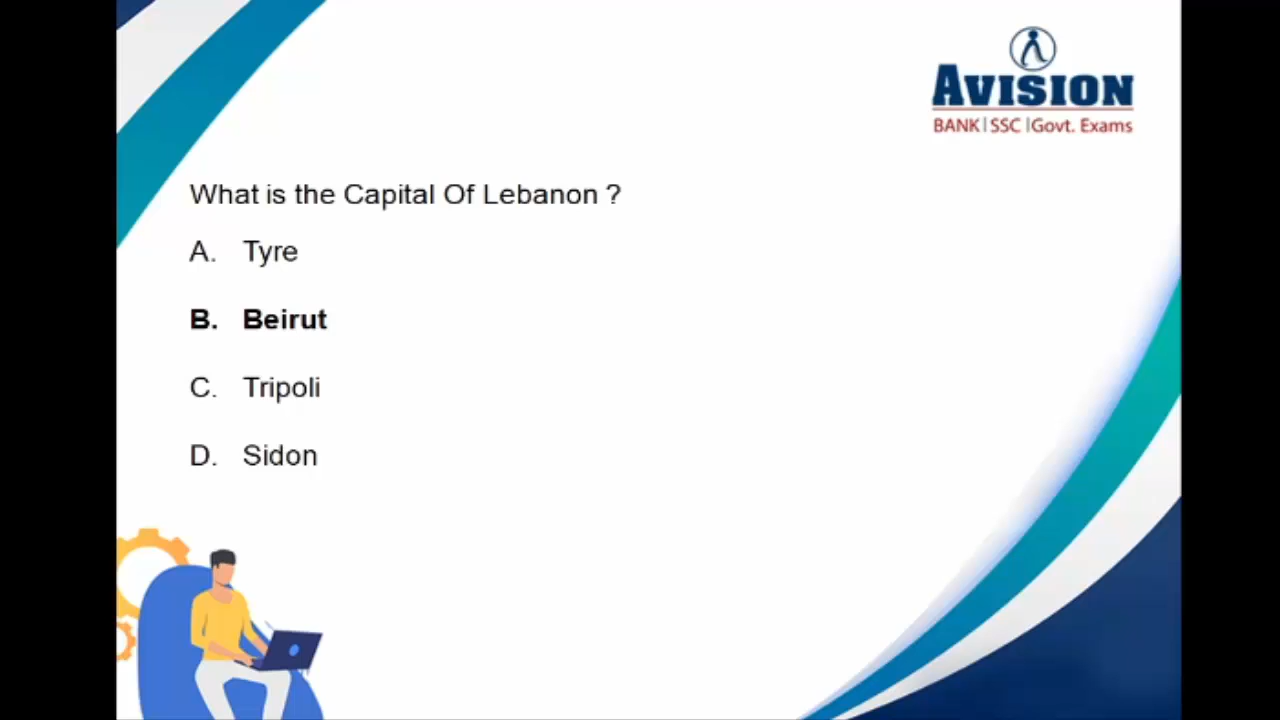 AVISION
BANK | SSC | Govt. Exams
What is the Capital Of Lebanon ?
A. Tyre
B. Beirut
C. Tripoli
D. Sidon